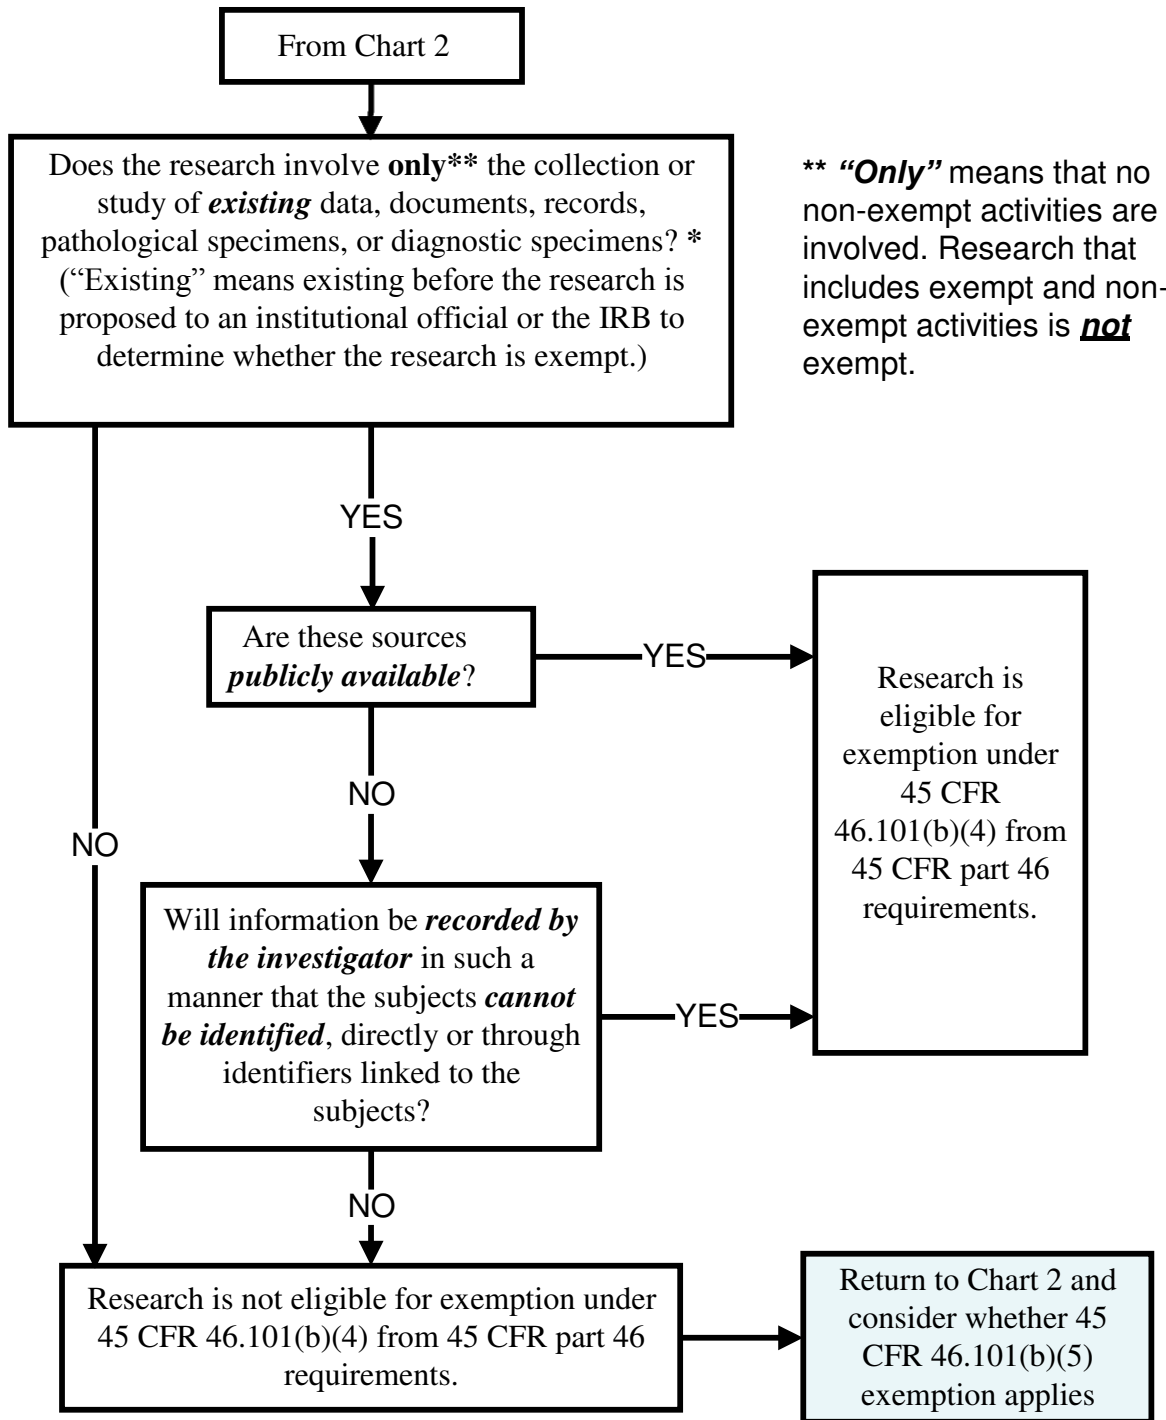 From Chart 2
Does the research involve only** the collection or
study of existing data, documents, records,
pathological specimens, or diagnostic specimens? *
(“Existing” means existing before the research is
proposed to an institutional official or the IRB to
determine whether the research is exempt.)
** “Only” means that no
non-exempt activities are
involved. Research that
includes exempt and non-
exempt activities is not
exempt.
YES
Are these sources
publicly available?
YES
Research is
eligible for
exemption under
45 CFR
46.101(b)(4) from
45 CFR part 46
requirements.
NO
NO
Will information be recorded by
the investigator in such a
manner that the subjects cannot
be identified, directly or through
identifiers linked to the
subjects?
YES
NO
Research is not eligible for exemption under
45 CFR 46.101(b)(4) from 45 CFR part 46
requirements.
Return to Chart 2 and
consider whether 45
CFR 46.101(b)(5)
exemption applies